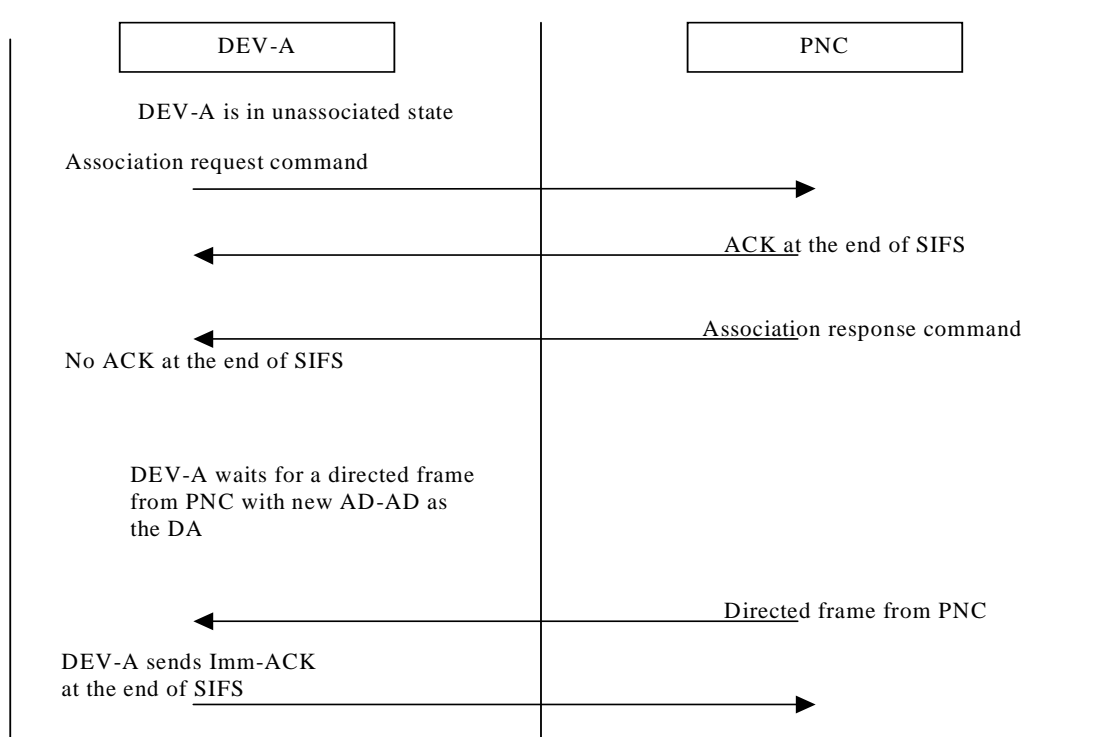 DEV-A
PNC
DEV-A is in unassociated state
Association request command
ACK at the end of SIFS
Association response command
No ACK at the end of SIFS
DEV-A waits for a directed frame
from PNC with new AD-AD as
the DA
Directed frame from PNC
DEV-A sends Imm-ACK
at the end of SIFS